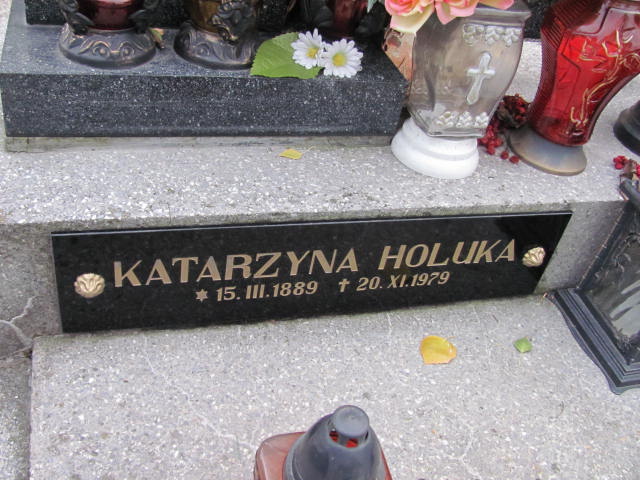 KATARZYNA HOLUKA
* 15.III.1889 † 20.XI.1979